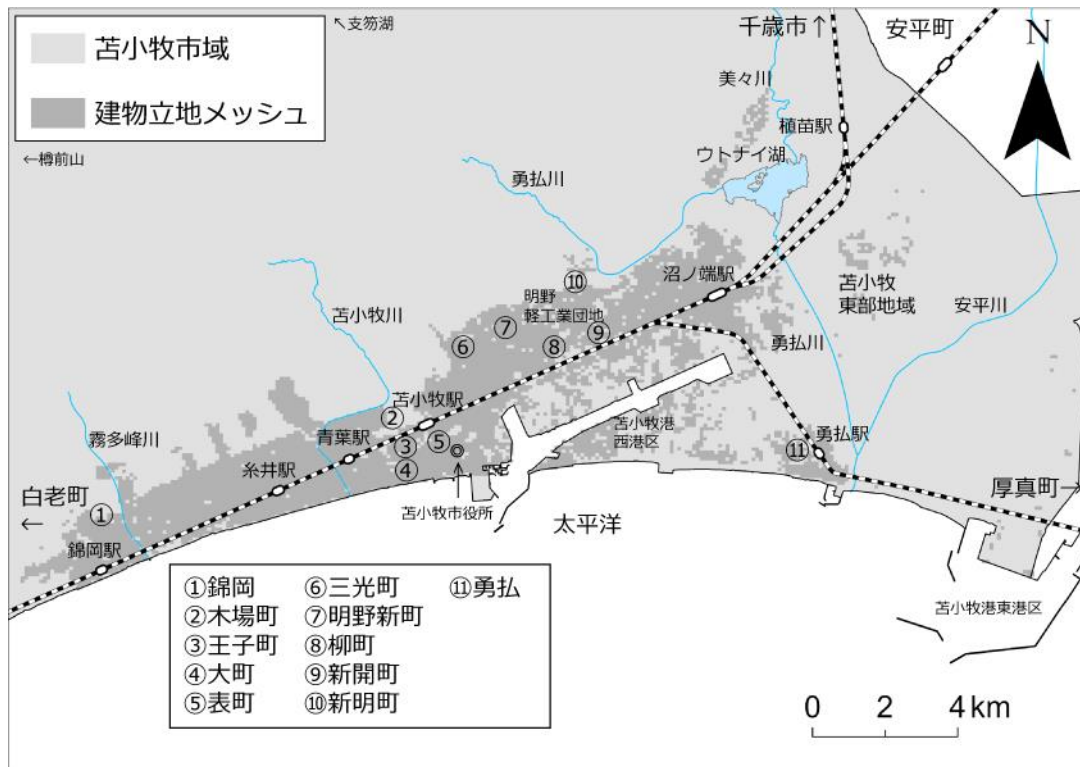 苫小牧市域
建物立地メッシュ
↖支笏湖
千歳市↑
安平町
N
美々川
植苗駅
←樽前山
ウトナイ湖
勇払川
沼ノ端駅
苫小牧
東部地域
安平川
明野
軽工業団地
⑩
⑦
⑨
⑥
⑧
苫小牧川
勇払川
苫小牧駅
②
苫小牧港
西港区
青葉駅
③
⑤
④
⑪
勇払駅
霧多峰川
糸井駅
白老町
←
①
錦岡駅
苫小牧市役所
太平洋
厚真町→
苫小牧港東港区
①錦岡
②木場町
③王子町
④大町
⑤表町
⑥三光町
⑦明野新町
⑧柳町
⑨新開町
⑩新明町
⑪勇払
0 2 4 km